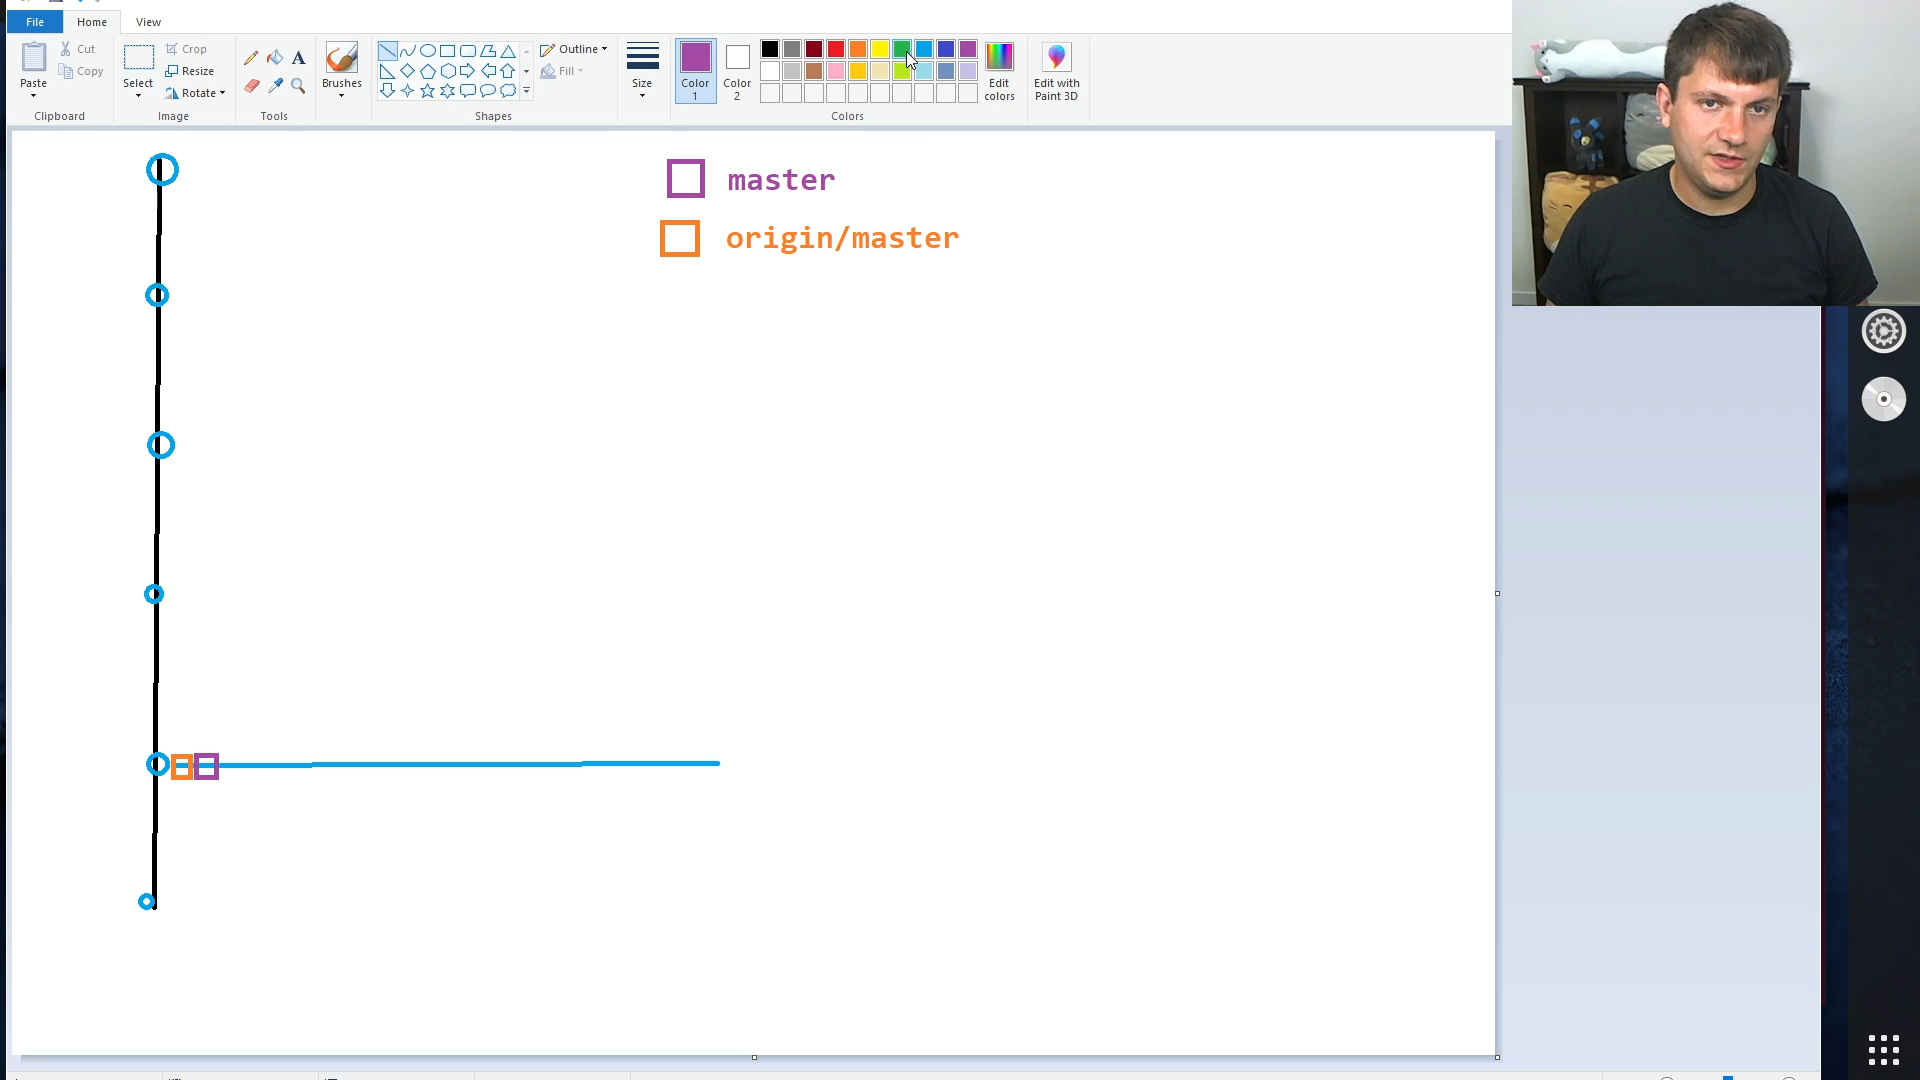 File Home View
Paste
Cut
Copy
Clipboard
Select
Crop
Resize
Rotate
Image
Tools
Brushes
Outline
Fill
Shapes
Size
Color 1
Color 2
Edit colors
Colors
Edit with Paint 3D
master
origin/master